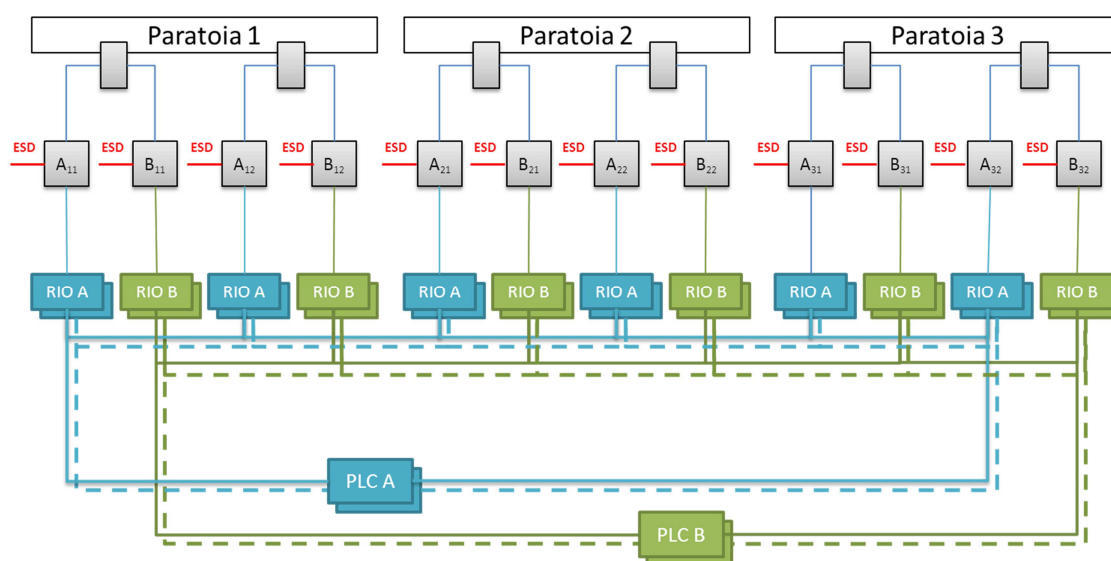 Paratoia 1
Paratoia 2
Paratoia 3
ESD ESD ESD ESD ESD ESD ESD ESD ESD ESD ESD ESD
A11 B11 A12 B12 A21 B21 A22 B22 A31 B31 A32 B32
RIO A RIO B RIO A RIO B RIO A RIO B RIO A RIO B RIO A RIO B RIO A RIO B
PLC A
PLC B